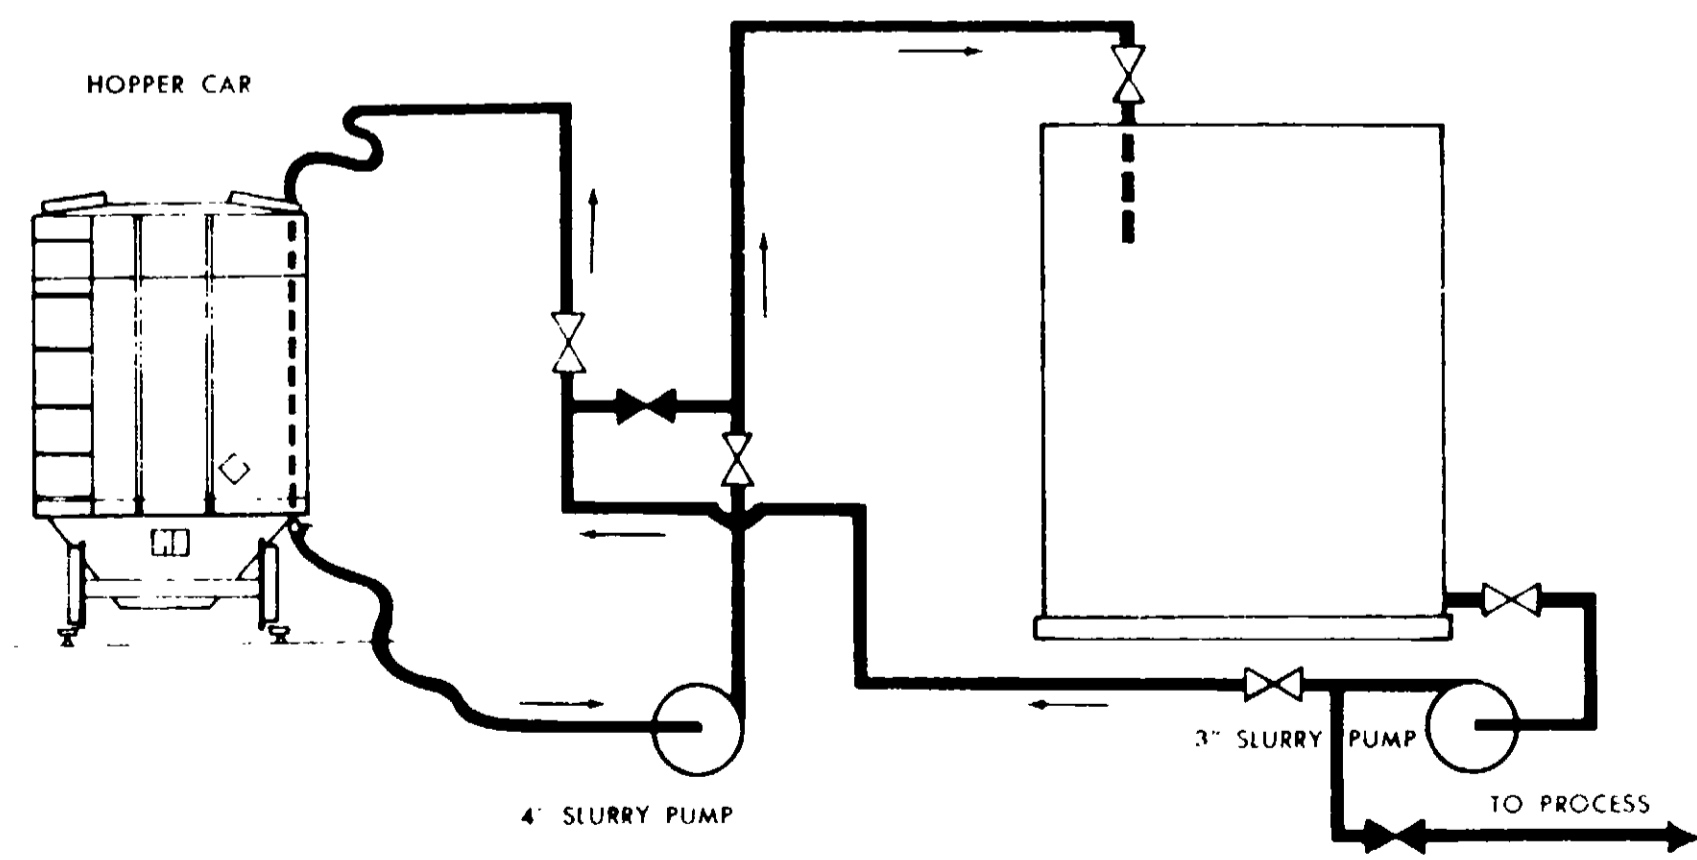 HOPPER CAR
3" SLURRY PUMP
4' SLURRY PUMP
TO PROCESS